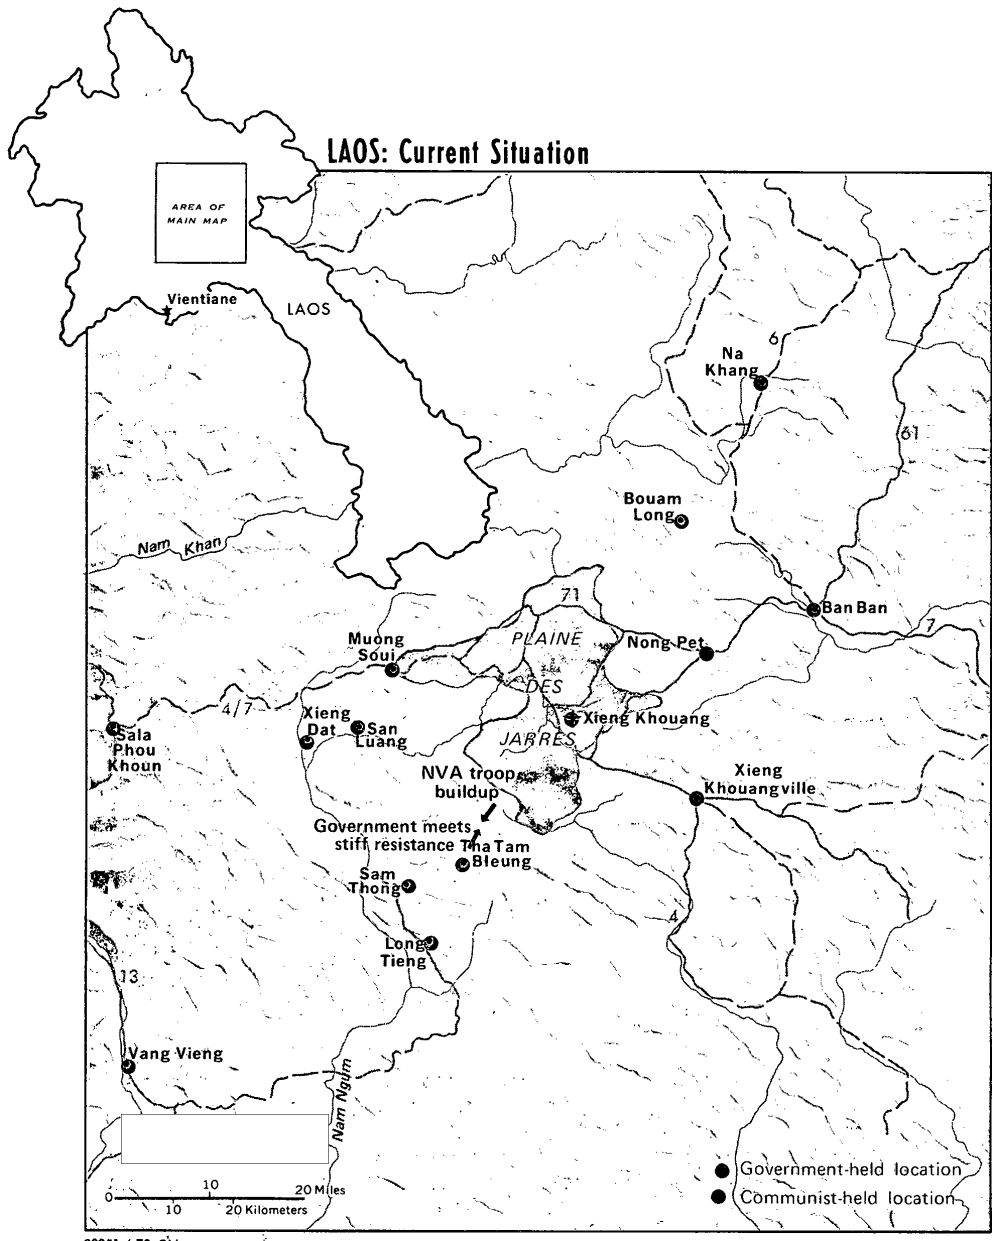 LAOS: Current Situation
AREA OF
MAIN MAP
Vientiane
LAOS
6
Na
Khang
61
Bouam
Long
Nam Khan
71
Ban Ban
7
Muong
Soui
PLAINE
Nong Pet
DES
4/7
Xieng
Dat
San
Luang
Xieng Khouang
Sala
Phou
Khoun
JARRES
NVA troop
buildup
Xieng
Khouangville
Government meets
stiff resistance
Tha Tam
Bleung
Sam
Thong
4
Long
Tieng
13
Vang Vieng
Nam Ngum
Government-held location
Communist-held location
0 10 20 Miles
10 20 Kilometers